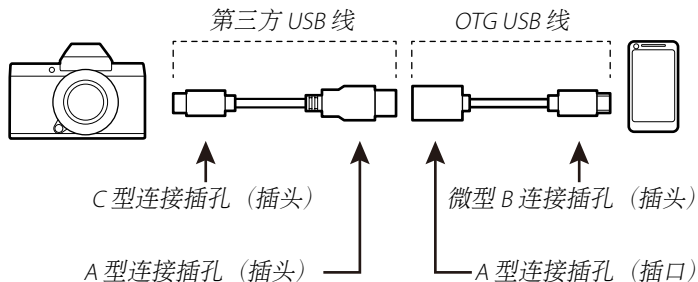 第三方 USB 线 OTG USB 线
C 型连接插孔（插头） 微型 B 连接插孔（插头）
A 型连接插孔（插头） A 型连接插孔（插口）